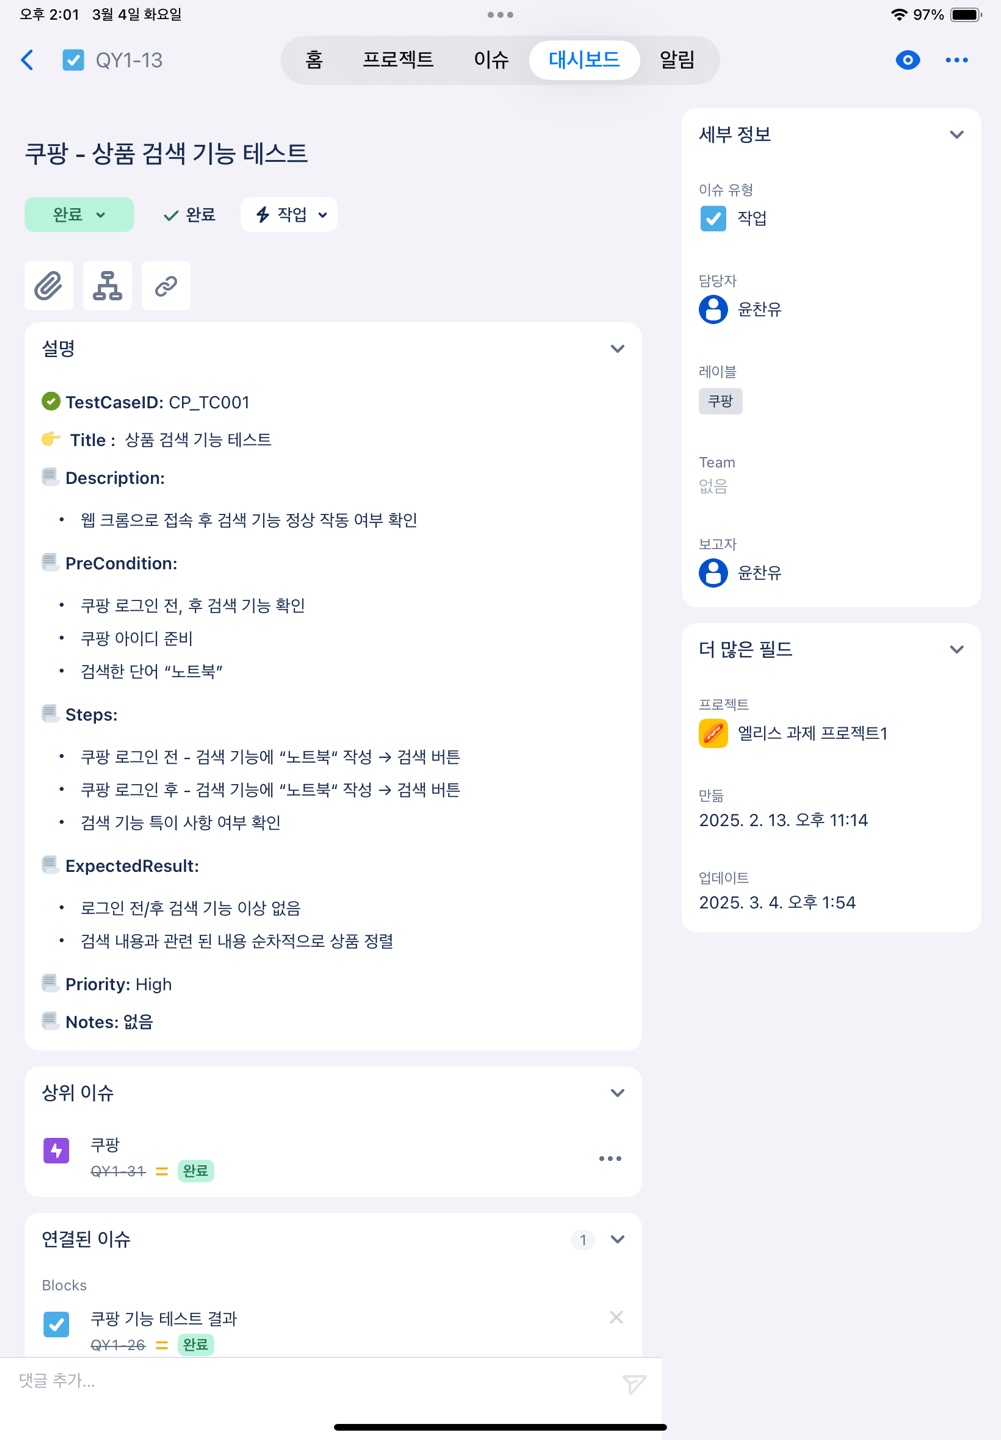 오후 2:01 3월 4일 화요일
97%
QY1-13
홈 프로젝트 이슈 대시보드 알림
쿠팡 - 상품 검색 기능 테스트
완료 완료 작업
설명
TestCaseID: CP_TC001
Title : 상품 검색 기능 테스트
Description:
• 웹 크롬으로 접속 후 검색 기능 정상 작동 여부 확인
PreCondition:
• 쿠팡 로그인 전, 후 검색 기능 확인
• 쿠팡 아이디 준비
• 검색한 단어 “노트북”
Steps:
• 쿠팡 로그인 전 - 검색 기능에 “노트북“ 작성 → 검색 버튼
• 쿠팡 로그인 후 - 검색 기능에 “노트북“ 작성 → 검색 버튼
• 검색 기능 특이 사항 여부 확인
ExpectedResult:
• 로그인 전/후 검색 기능 이상 없음
• 검색 내용과 관련 된 내용 순차적으로 상품 정렬
Priority: High
Notes: 없음
상위 이슈
쿠팡
QY1-31 완료
연결된 이슈 1
Blocks
쿠팡 기능 테스트 결과
QY1-26 완료
댓글 추가...
세부 정보
이슈 유형
작업
담당자
윤찬유
레이블
쿠팡
Team
없음
보고자
윤찬유
더 많은 필드
프로젝트
엘리스 과제 프로젝트1
만듦
2025. 2. 13. 오후 11:14
업데이트
2025. 3. 4. 오후 1:54